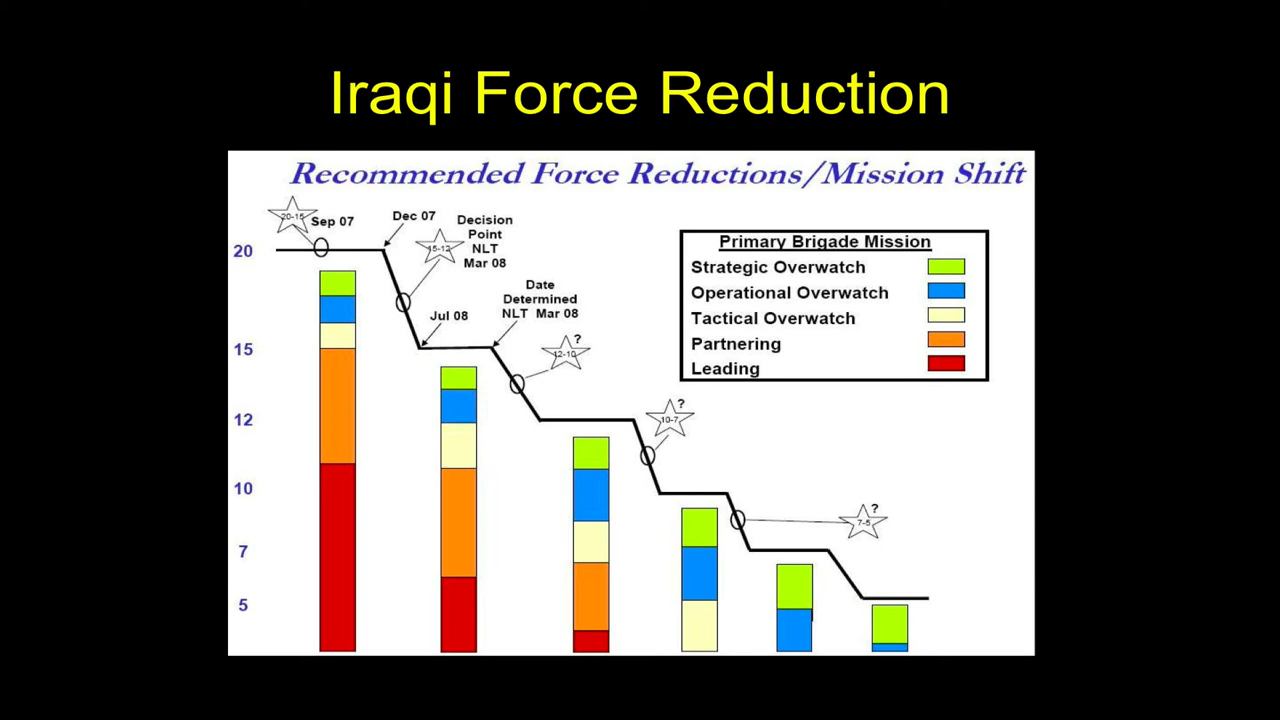 Iraqi Force Reduction
Recommended Force Reductions/Mission Shift
20-15
Sep 07
Dec 07
Decision
Point
NLT
Mar 08
15-12
Jul 08
Date
Determined
NLT Mar 08
?
12-10
?
10-7
?
7-5
20
15
12
10
7
5
Primary Brigade Mission
Strategic Overwatch
Operational Overwatch
Tactical Overwatch
Partnering
Leading